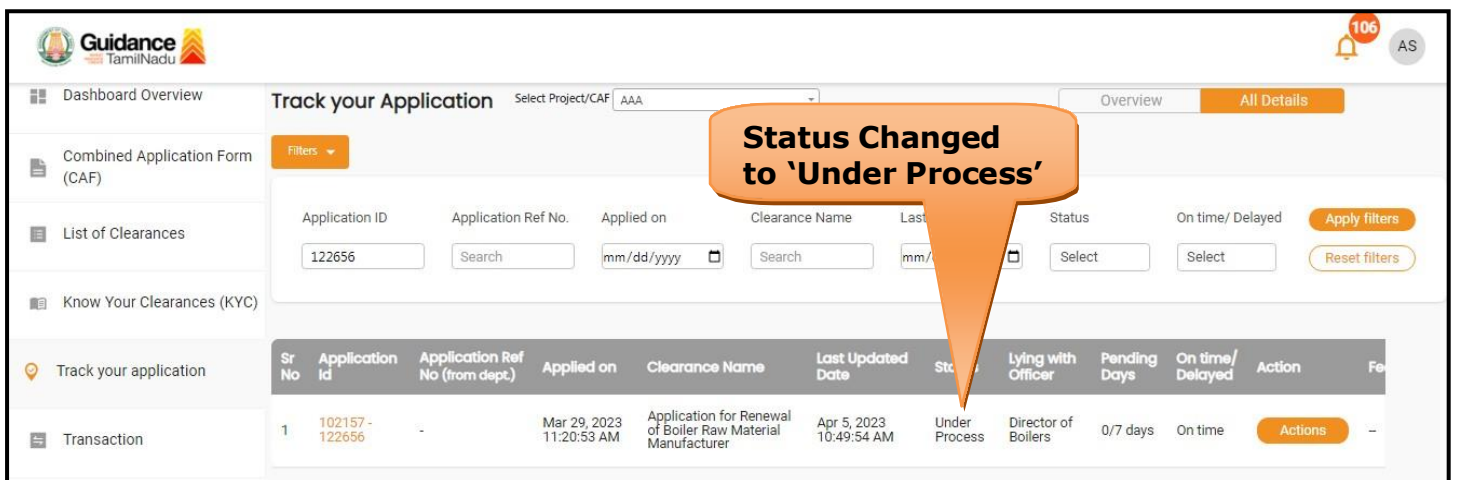 Guidance
TamilNadu
106
AS
Dashboard Overview
Track your Application
Select Project/CAF
AAA
Overview
All Details
Status Changed
to ‘Under Process’
Filters
Combined Application Form
(CAF)
Application ID
Application Ref No.
Applied on
Clearance Name
Status
On time/ Delayed
Apply filters
List of Clearances
122656
Search
mm/dd/yyyy
Search
Select
Select
Reset filters
Know Your Clearances (KYC)
Track your application
Sr
No
Application
Id
Application Ref
No (from dept.)
Applied on
Clearance Name
Last Updated
Date
Lying with
Officer
Pending
Days
On time/
Delayed
Action
Transaction
1
102157 -
122656
-
Mar 29, 2023
11:20:53 AM
Application for Renewal
of Boiler Raw Material
Manufacturer
Apr 5, 2023
10:49:54 AM
Under
Process
Director of
Boilers
0/7 days
On time
Actions
--